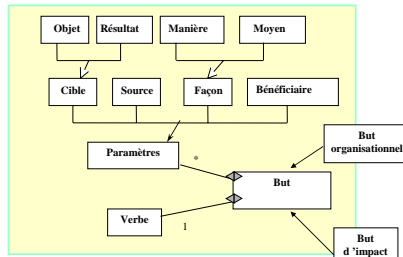 Objet Résultat Manière Moyen
Cible Source Façon Bénéficiaire
Paramètres
*
But
organisationnel
But
Verbe
1
But
d 'impact